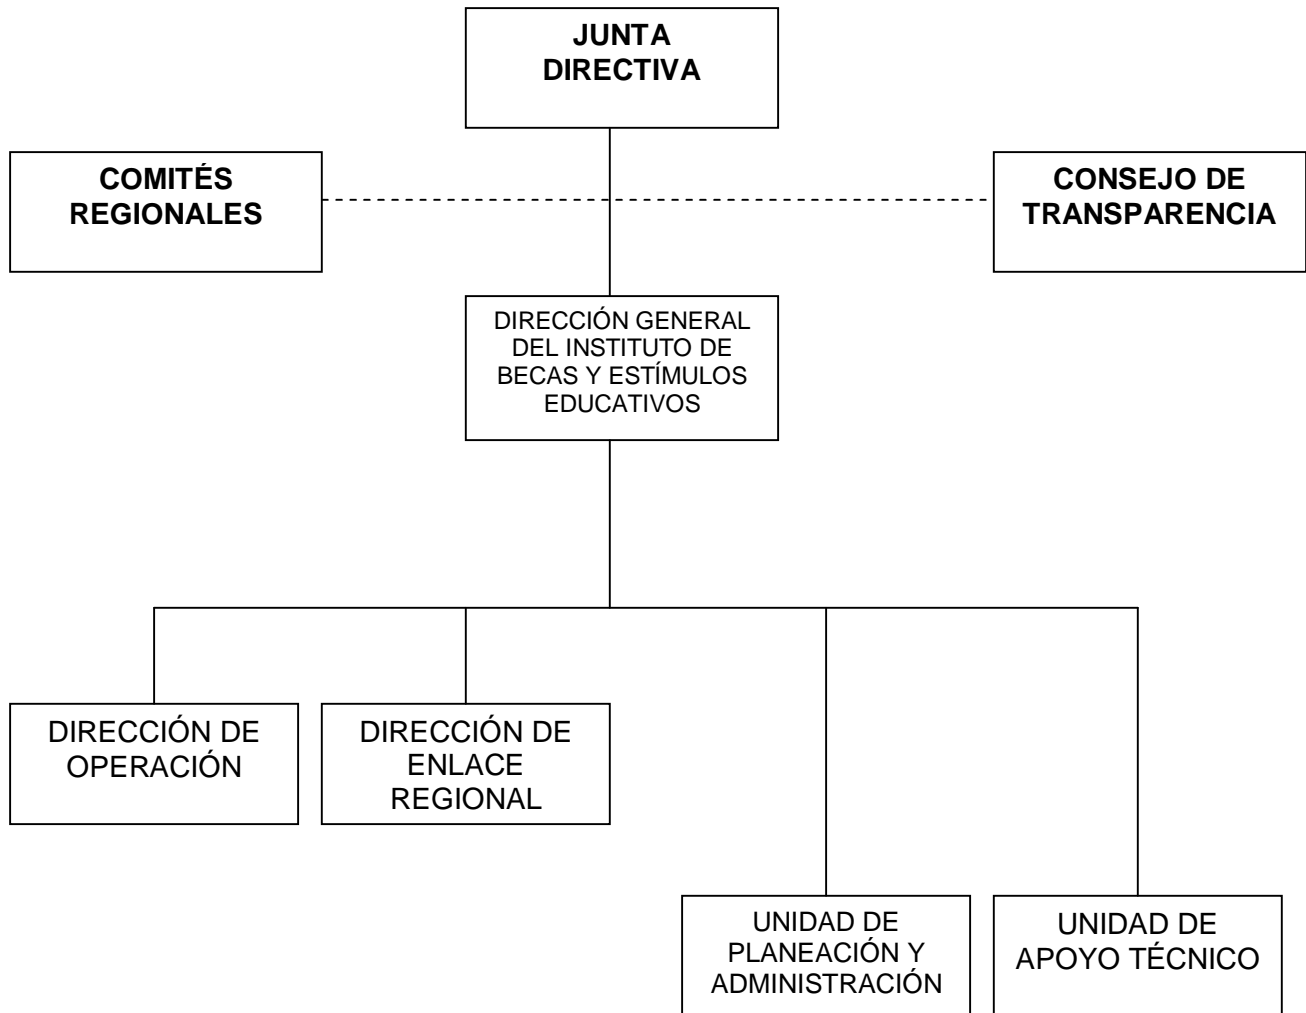 JUNTA
DIRECTIVA
COMITÉS
REGIONALES
CONSEJO DE
TRANSPARENCIA
DIRECCIÓN GENERAL
DEL INSTITUTO DE
BECAS Y ESTÍMULOS
EDUCATIVOS
DIRECCIÓN DE
OPERACIÓN
DIRECCIÓN DE
ENLACE
REGIONAL
UNIDAD DE
PLANEACIÓN Y
ADMINISTRACIÓN
UNIDAD DE
APOYO TÉCNICO